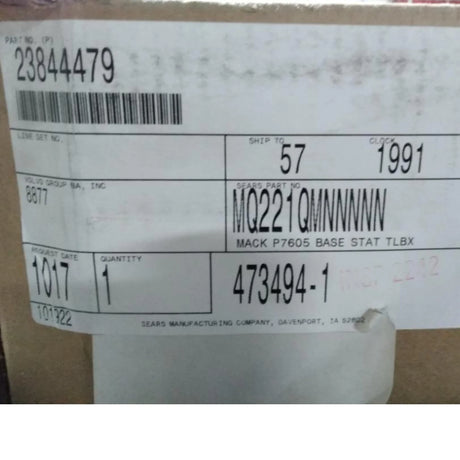 PART NO. (P)
23844479
LINE SET NO.
SHIP TO
57
CLOCK
1991
VOLVO GROUP NA, INC
8877
SEARS PART NO
MQ221QMNNNNN
MACK P7605 BASE STAT TLBX
REQUEST DATE
1017
101922
QUANTITY
1
473494-1
SEARS MANUFACTURING COMPANY, DAVENPORT, IA 52802